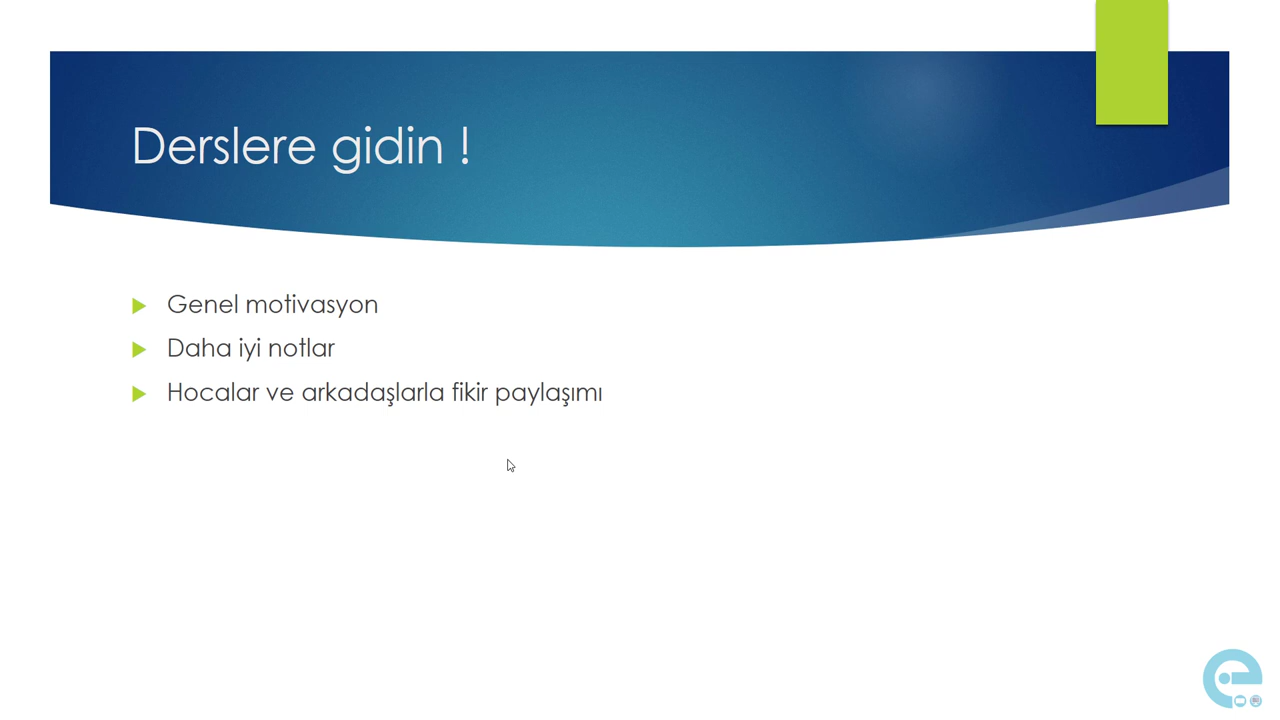 Derslere gidin !
Genel motivasyon
Daha iyi notlar
Hocalar ve arkadaşlarla fikir paylaşımı